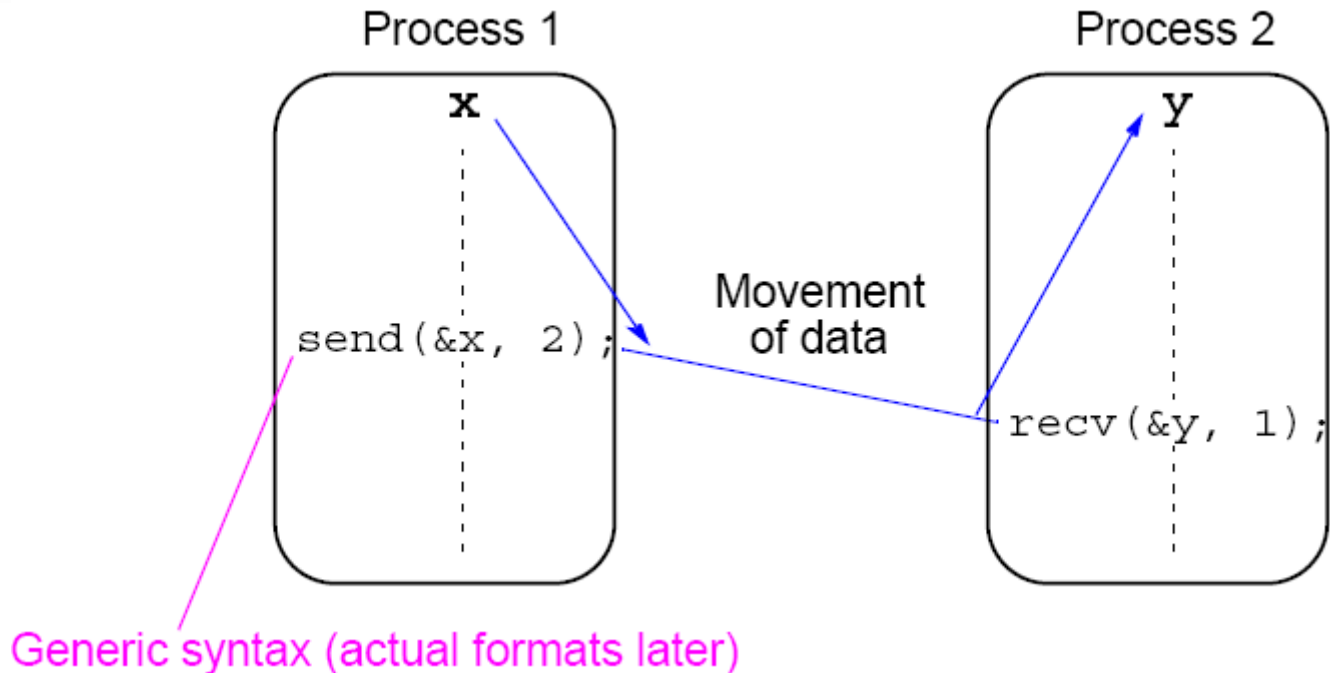 Process 1
Process 2
x
y
Movement
of data
send(&x, 2);
recv(&y, 1);
Generic syntax (actual formats later)